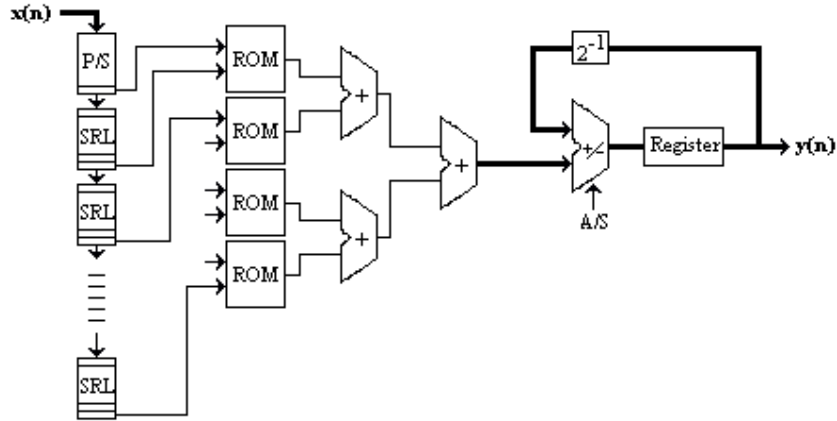 x(n)
P/S
SRL
SRL
SRL
ROM
ROM
ROM
ROM
+
+
+
2-1
+/-
A/S
Register
y(n)